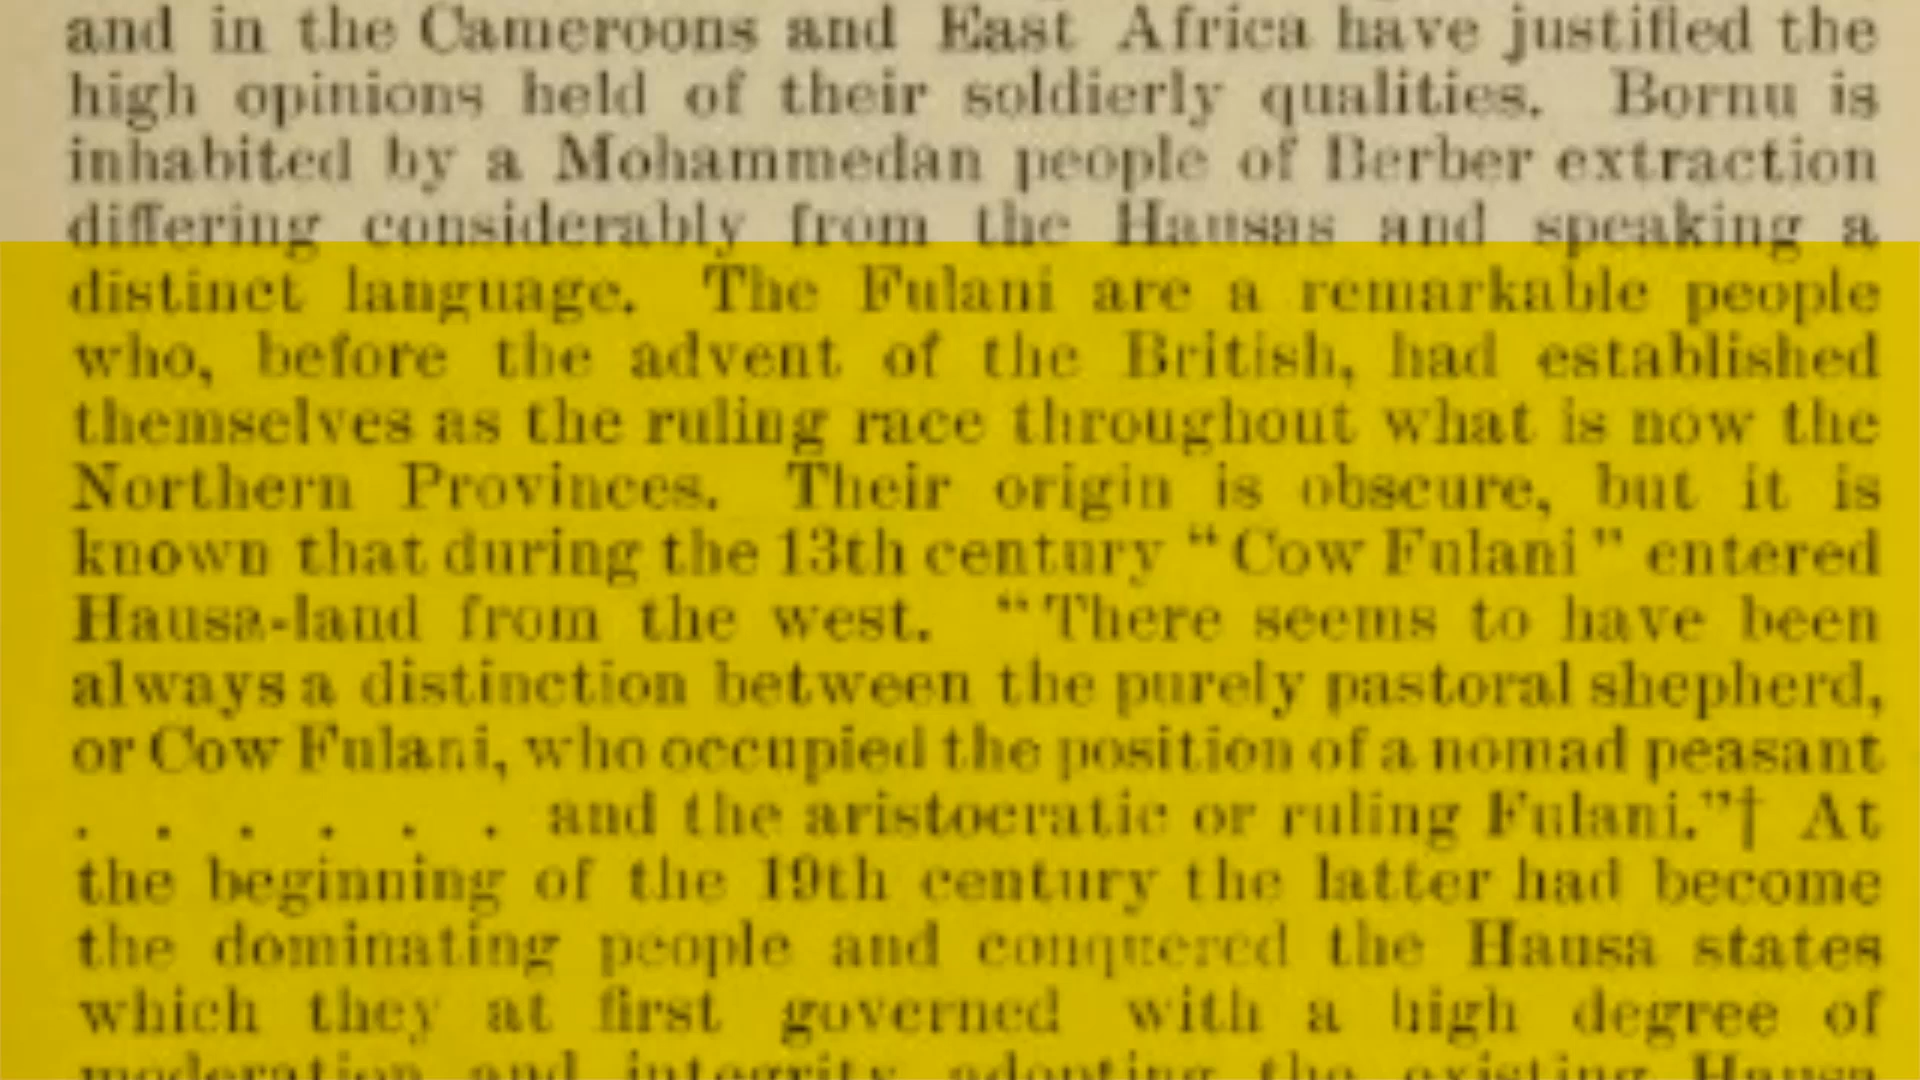 and in the Cameroons and East Africa have justified the
high opinions held of their soldierly qualities. Bornu is
inhabited by a Mohammedan people of Berber extraction
differing considerably from the Hausas and speaking a
distinct language. The Fulani are a remarkable people
who, before the advent of the British, had established
themselves as the ruling race throughout what is now the
Northern Provinces. Their origin is obscure, but it is
known that during the 13th century “Cow Fulani” entered
Hausa-land from the west. “There seems to have been
always a distinction between the purely pastoral shepherd,
or Cow Fulani, who occupied the position of a nomad peasant
. . . . . . and the aristocratic or ruling Fulani.”† At
the beginning of the 19th century the latter had become
the dominating people and conquered the Hausa states
which they at first governed with a high degree of
moderation and integrity adopting the existing Hausa